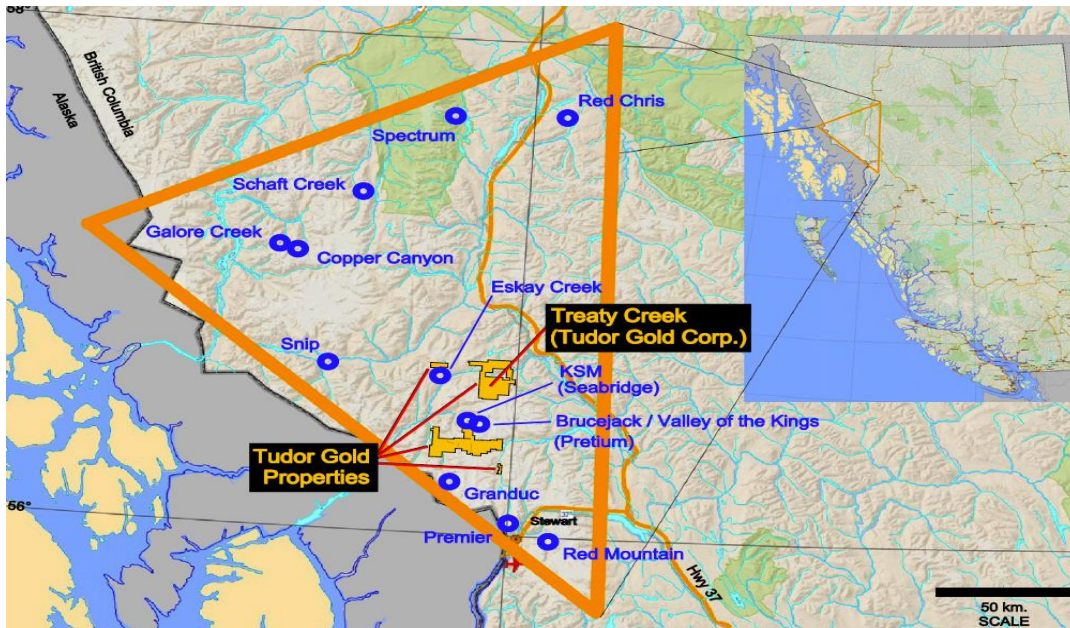 58°
British Columbia
Alaska
Red Chris
Spectrum
Schaft Creek
Galore Creek
Copper Canyon
Eskay Creek
Treaty Creek
(Tudor Gold Corp.)
Snip
KSM
(Seabridge)
Brucejack / Valley of the Kings
(Pretium)
Tudor Gold
Properties
Granduc
56°
37
Stewart
Premier
Red Mountain
Hwy 37
50 km.
SCALE